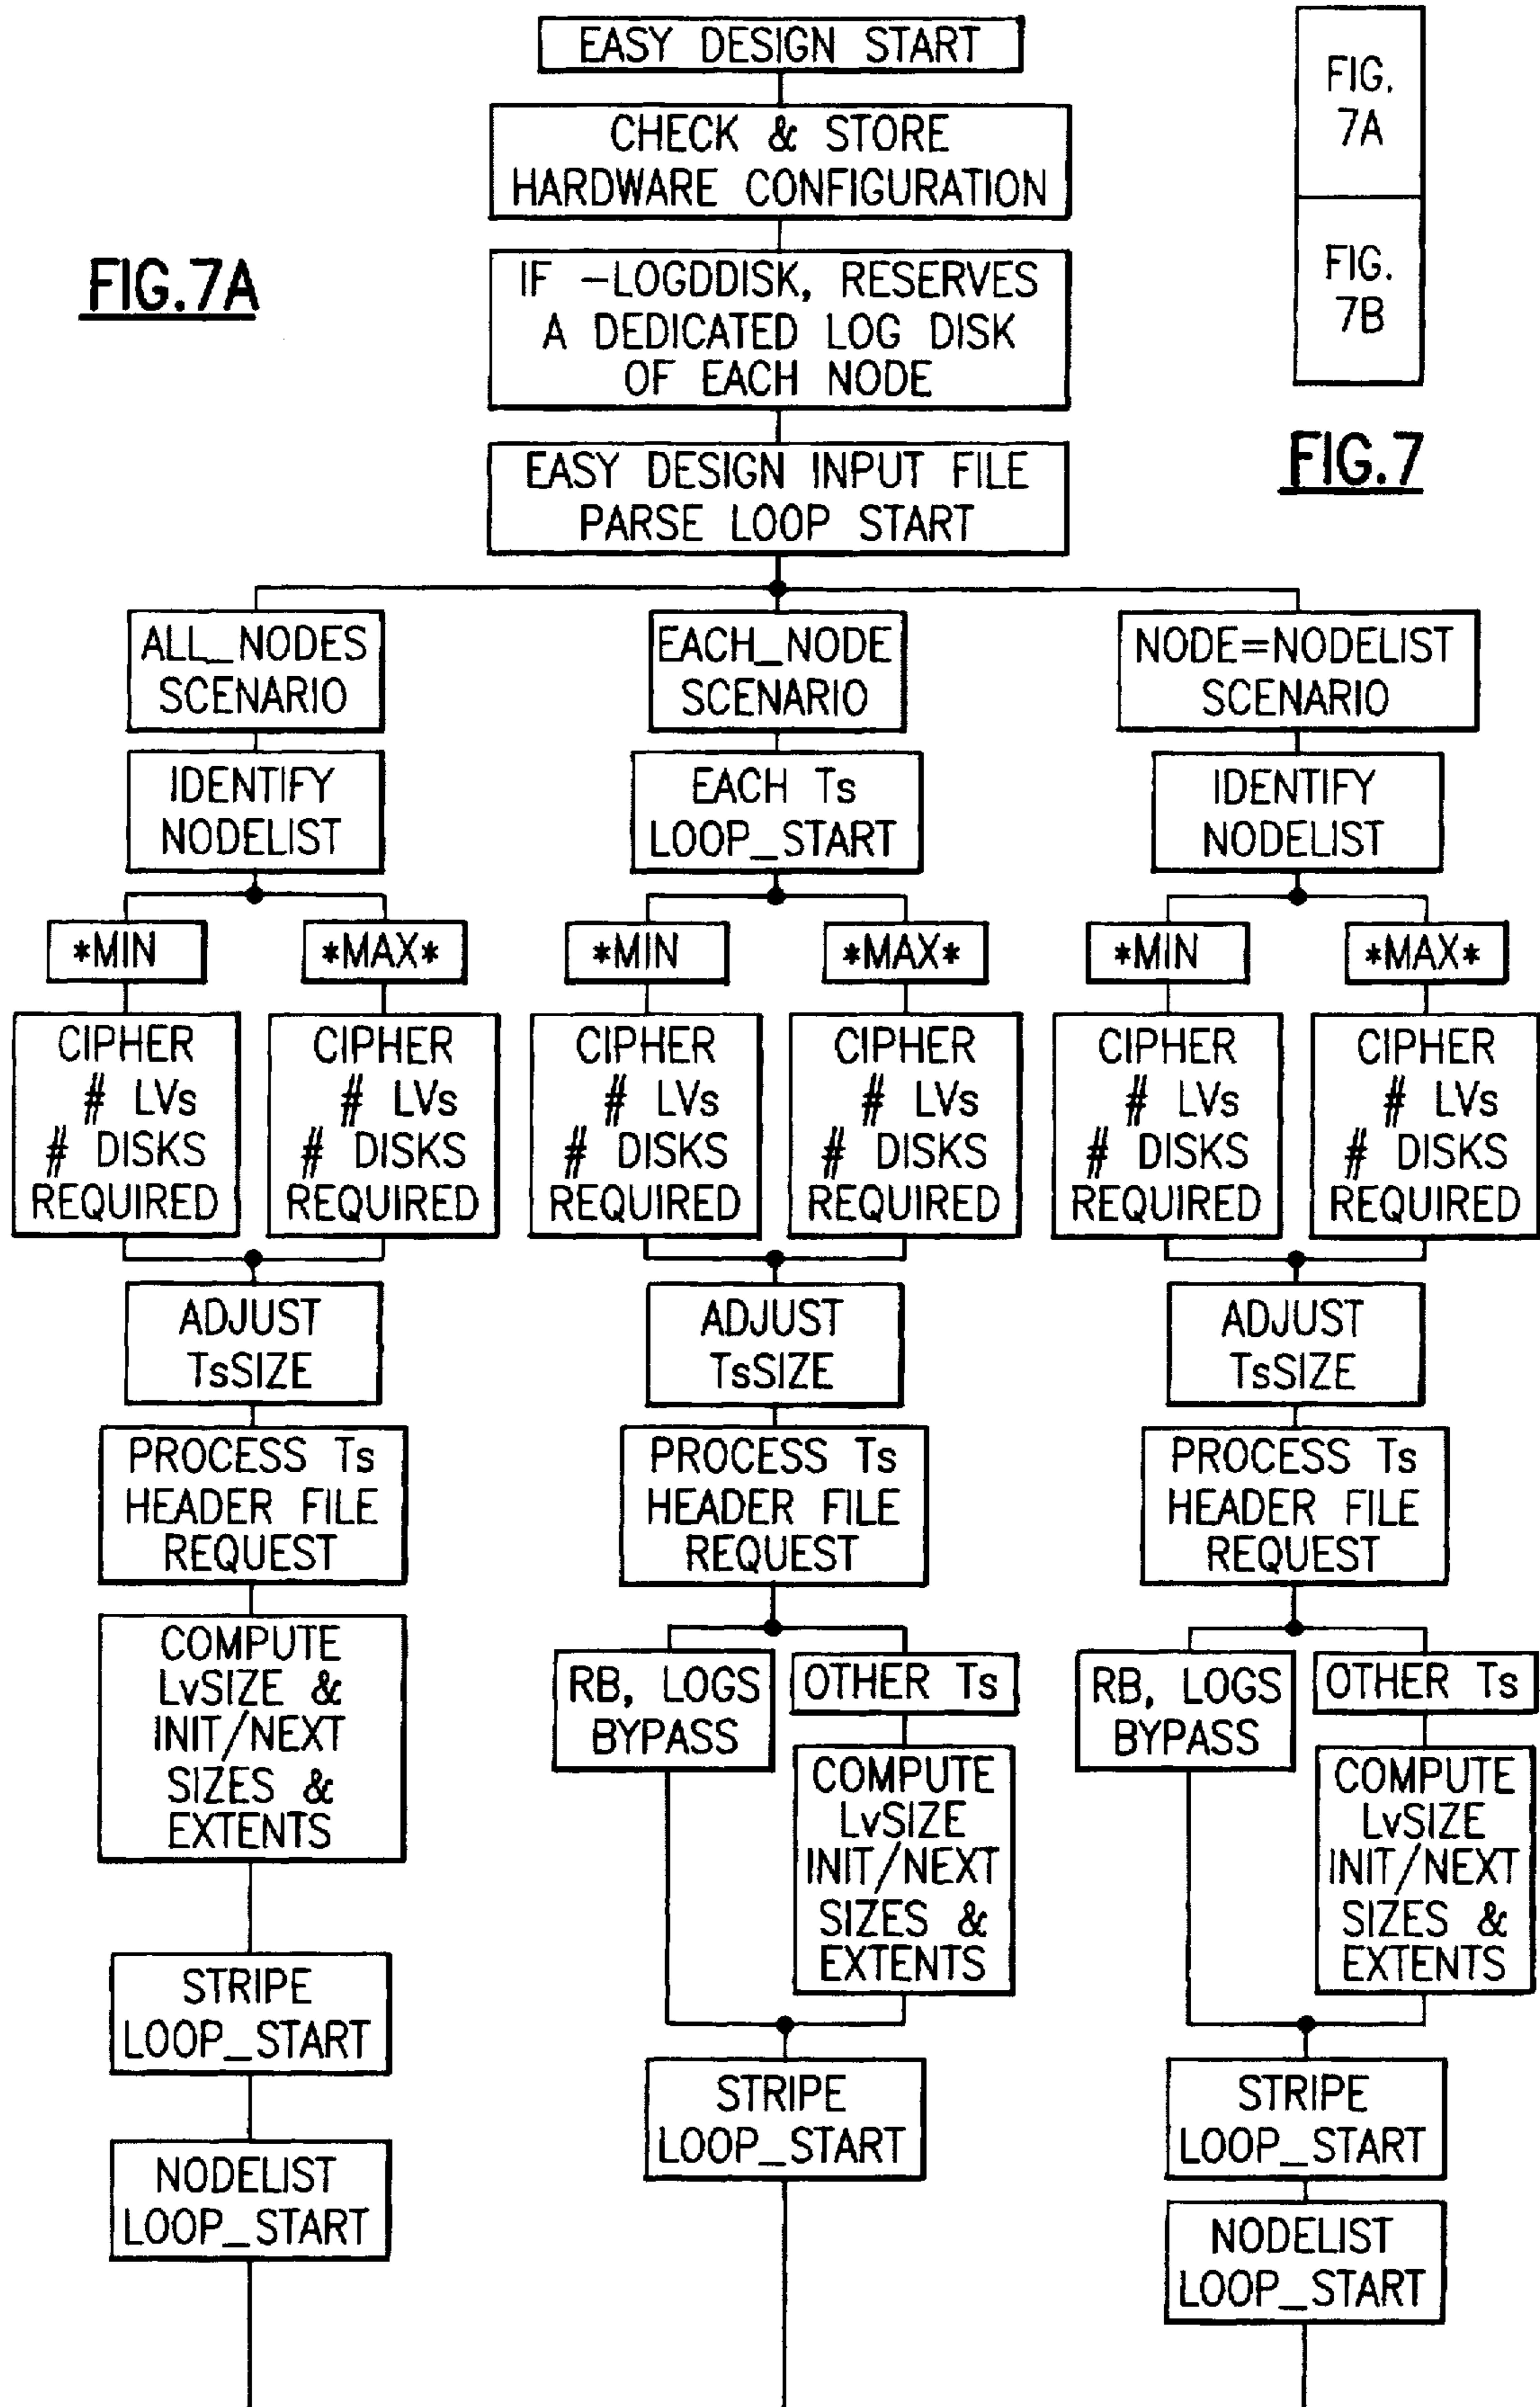 EASY DESIGN START
CHECK & STORE
HARDWARE CONFIGURATION
IF -LOGDDISK, RESERVES
A DEDICATED LOG DISK
OF EACH NODE
EASY DESIGN INPUT FILE
PARSE LOOP START
FIG.7A
FIG.
7A
FIG.
7B
FIG.7
ALL_NODES
SCENARIO
IDENTIFY
NODELIST
*MIN
*MAX*
CIPHER
# LVs
# DISKS
REQUIRED
CIPHER
# LVs
# DISKS
REQUIRED
ADJUST
TsSIZE
PROCESS Ts
HEADER FILE
REQUEST
COMPUTE
LvSIZE &
INIT/NEXT
SIZES &
EXTENTS
STRIPE
LOOP_START
NODELIST
LOOP_START
EACH_NODE
SCENARIO
EACH Ts
LOOP_START
*MIN
*MAX*
CIPHER
# LVs
# DISKS
REQUIRED
CIPHER
# LVs
# DISKS
REQUIRED
ADJUST
TsSIZE
PROCESS Ts
HEADER FILE
REQUEST
RB, LOGS
BYPASS
OTHER Ts
COMPUTE
LvSIZE
INIT/NEXT
SIZES &
EXTENTS
STRIPE
LOOP_START
NODE=NODELIST
SCENARIO
IDENTIFY
NODELIST
*MIN
*MAX*
CIPHER
# LVs
# DISKS
REQUIRED
CIPHER
# LVs
# DISKS
REQUIRED
ADJUST
TsSIZE
PROCESS Ts
HEADER FILE
REQUEST
RB, LOGS
BYPASS
OTHER Ts
COMPUTE
LvSIZE
INIT/NEXT
SIZES &
EXTENTS
STRIPE
LOOP_START
NODELIST
LOOP_START